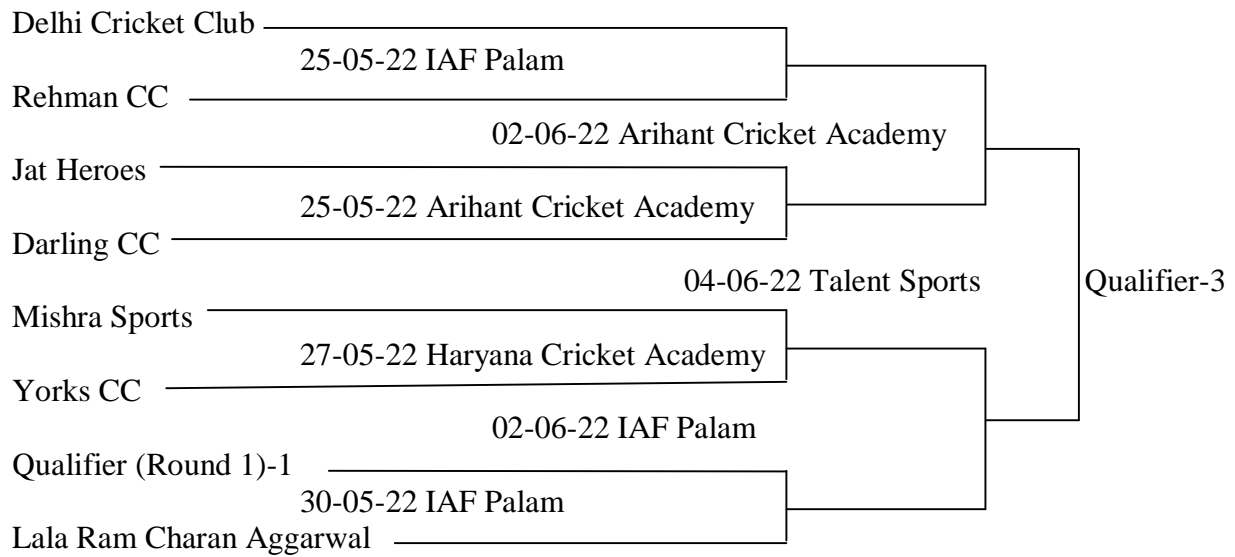 Delhi Cricket Club
25-05-22 IAF Palam
Rehman CC
02-06-22 Arihant Cricket Academy
Jat Heroes
25-05-22 Arihant Cricket Academy
Darling CC
04-06-22 Talent Sports
Qualifier-3
Mishra Sports
27-05-22 Haryana Cricket Academy
Yorks CC
02-06-22 IAF Palam
Qualifier (Round 1)-1
30-05-22 IAF Palam
Lala Ram Charan Aggarwal